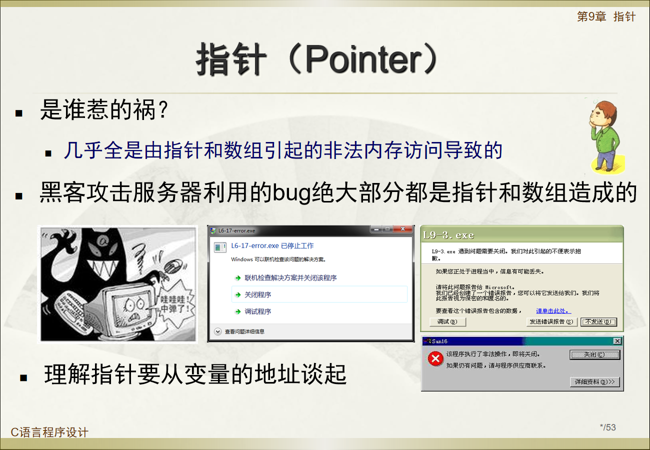 第9章 指针
指针（Pointer）
是谁惹的祸？
几乎全是由指针和数组引起的非法内存访问导致的
黑客攻击服务器利用的bug绝大部分都是指针和数组造成的
哇哇哇!
中弹了!
L6-17-error.exe
L6-17-error.exe 已停止工作
Windows 可以联机检查该问题的解决方案。
联机检查解决方案并关闭该程序
关闭程序
调试程序
查看问题详细信息
L9-3.exe
L9-3.exe 遇到问题需要关闭。我们对此引起的不便表示抱
歉。
如果您正处于进程当中，信息有可能丢失。
请将此问题报告给 Microsoft。
我们已经创建了一个错误报告，您可以将它发送给我们。我们将
此报告视为保密的和匿名的。
要查看这个错误报告包含的数据， 请单击此处。
调试(B) 发送错误报告(S) 不发送(D)
该程序执行了非法操作，即将关闭。
如果仍有问题，请与程序供应商联系。
关闭(C)
详细资料(D)>>
理解指针要从变量的地址谈起
C语言程序设计
*/53